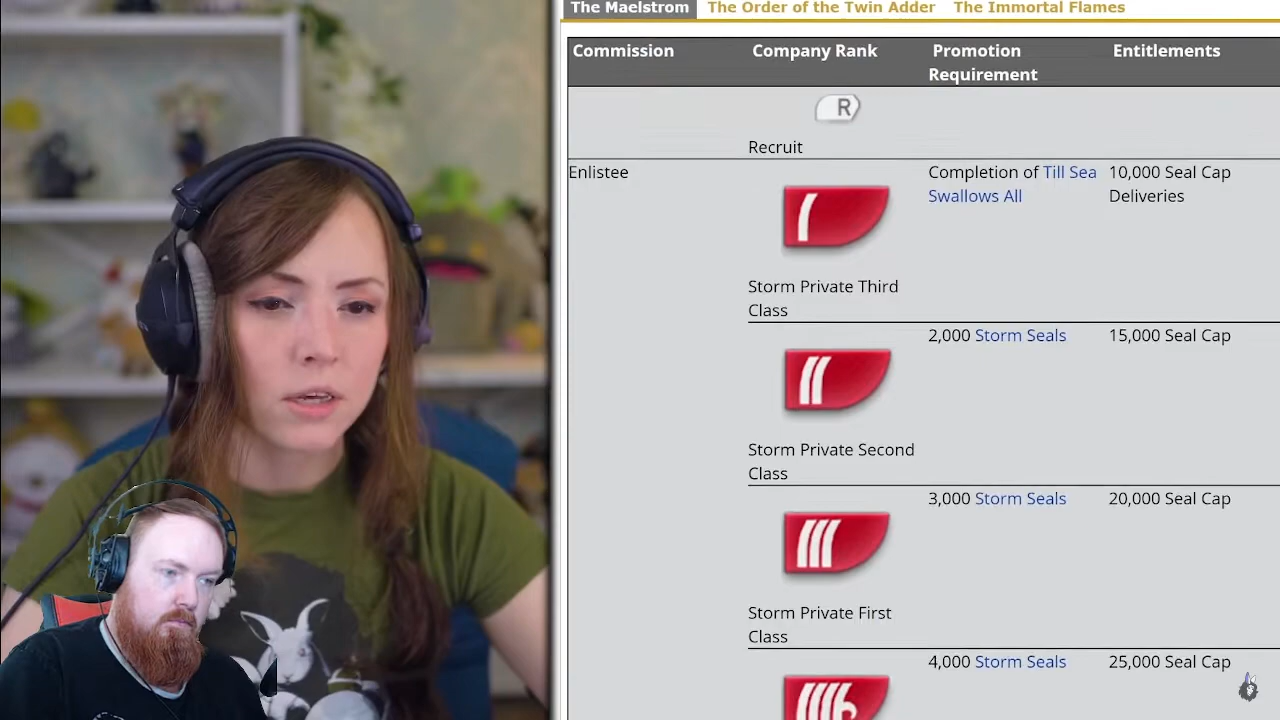 The Maelstrom The Order of the Twin Adder The Immortal Flames
Commission Company Rank Promotion Requirement Entitlements
R
Recruit
Enlistee
Completion of Till Sea
Swallows All
10,000 Seal Cap
Deliveries
Storm Private Third
Class
2,000 Storm Seals
15,000 Seal Cap
Storm Private Second
Class
3,000 Storm Seals
20,000 Seal Cap
Storm Private First
Class
4,000 Storm Seals
25,000 Seal Cap